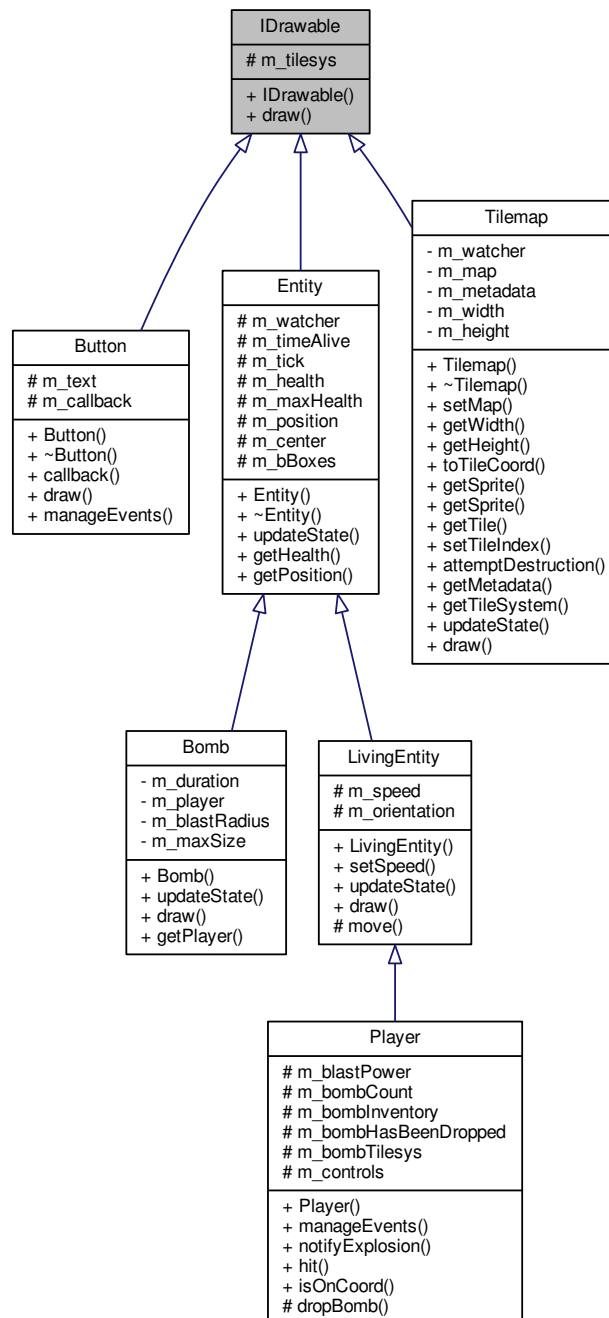 IDrawable
# m_tilesys
+ IDrawable()
+ draw()
Tilemap
- m_watcher
- m_map
- m_metadata
- m_width
- m_height
+ Tilemap()
+ ~Tilemap()
+ setMap()
+ getWidth()
+ getHeight()
+ toTileCoord()
+ getSprite()
+ getSprite()
+ getTile()
+ setTileIndex()
+ attemptDestruction()
+ getMetadata()
+ getTileSystem()
+ updateState()
+ draw()
Entity
# m_watcher
# m_timeAlive
# m_tick
# m_health
# m_maxHealth
# m_position
# m_center
# m_bBoxes
+ Entity()
+ ~Entity()
+ updateState()
+ getHealth()
+ getPosition()
Button
# m_text
# m_callback
+ Button()
+ ~Button()
+ callback()
+ draw()
+ manageEvents()
Bomb
- m_duration
- m_player
- m_blastRadius
- m_maxSize
+ Bomb()
+ updateState()
+ draw()
+ getPlayer()
LivingEntity
# m_speed
# m_orientation
+ LivingEntity()
+ setSpeed()
+ updateState()
+ draw()
# move()
Player
# m_blastPower
# m_bombCount
# m_bombInventory
# m_bombHasBeenDropped
# m_bombTilesys
# m_controls
+ Player()
+ manageEvents()
+ notifyExplosion()
+ hit()
+ isOnCoord()
# dropBomb()